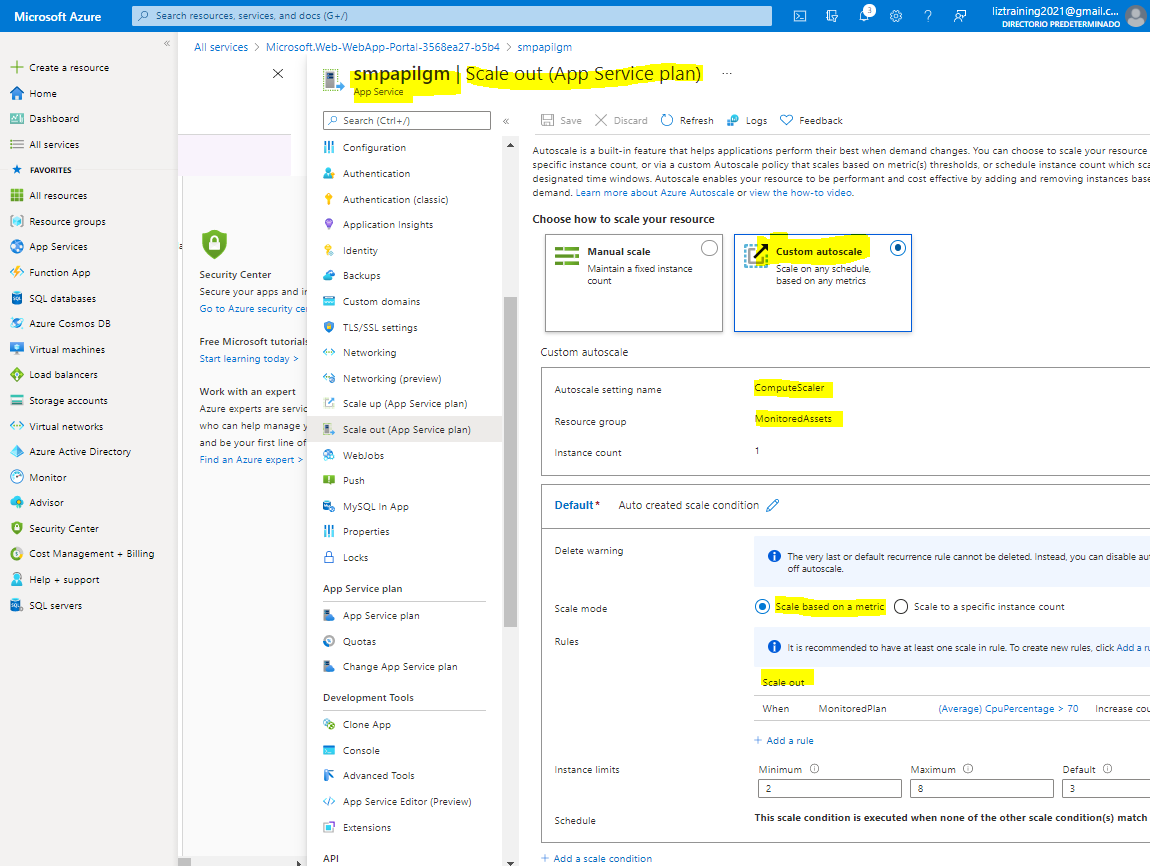 Microsoft Azure
Search resources, services, and docs (G+/)
3
liztraining2021@gmail.c...
DIRECTORIO PREDETERMINADO
«
Create a resource
Home
Dashboard
All services
FAVORITES
All resources
Resource groups
App Services
Function App
SQL databases
Azure Cosmos DB
Virtual machines
Load balancers
Storage accounts
Virtual networks
Azure Active Directory
Monitor
Advisor
Security Center
Cost Management + Billing
Help + support
SQL servers
All services > Microsoft.Web-WebApp-Portal-3568ea27-b5b4 > smpapilgm
Security Center
Secure your apps and in
Go to Azure security cen
Free Microsoft tutorials
Start learning today >
Work with an expert
Azure experts are servic
who can help manage y
and be your first line of
Find an Azure expert >
smpapilgm | Scale out (App Service plan) ...
App Service
Search (Ctrl+/)
«
Configuration
Authentication
Authentication (classic)
Application Insights
Identity
Backups
Custom domains
TLS/SSL settings
Networking
Networking (preview)
Scale up (App Service plan)
Scale out (App Service plan)
WebJobs
Push
MySQL In App
Properties
Locks
App Service plan
App Service plan
Quotas
Change App Service plan
Development Tools
Clone App
Console
Advanced Tools
App Service Editor (Preview)
Extensions
API
Save Discard Refresh Logs Feedback
Autoscale is a built-in feature that helps applications perform their best when demand changes. You can choose to scale your resource
specific instance count, or via a custom Autoscale policy that scales based on metric(s) thresholds, or schedule instance count which sca
designated time windows. Autoscale enables your resource to be performant and cost effective by adding and removing instances base
demand. Learn more about Azure Autoscale or view the how-to video.
Choose how to scale your resource
Manual scale
Maintain a fixed instance
count
Custom autoscale
Scale on any schedule,
based on any metrics
Custom autoscale
Autoscale setting name ComputeScaler
Resource group MonitoredAssets
Instance count 1
Default* Auto created scale condition
Delete warning
The very last or default recurrence rule cannot be deleted. Instead, you can disable au
off autoscale.
Scale mode Scale based on a metric Scale to a specific instance count
Rules
It is recommended to have at least one scale in rule. To create new rules, click Add a ru
Scale out
When MonitoredPlan (Average) CpuPercentage > 70 Increase cou
+ Add a rule
Instance limits Minimum Maximum Default
2 8 3
Schedule This scale condition is executed when none of the other scale condition(s) match
+ Add a scale condition